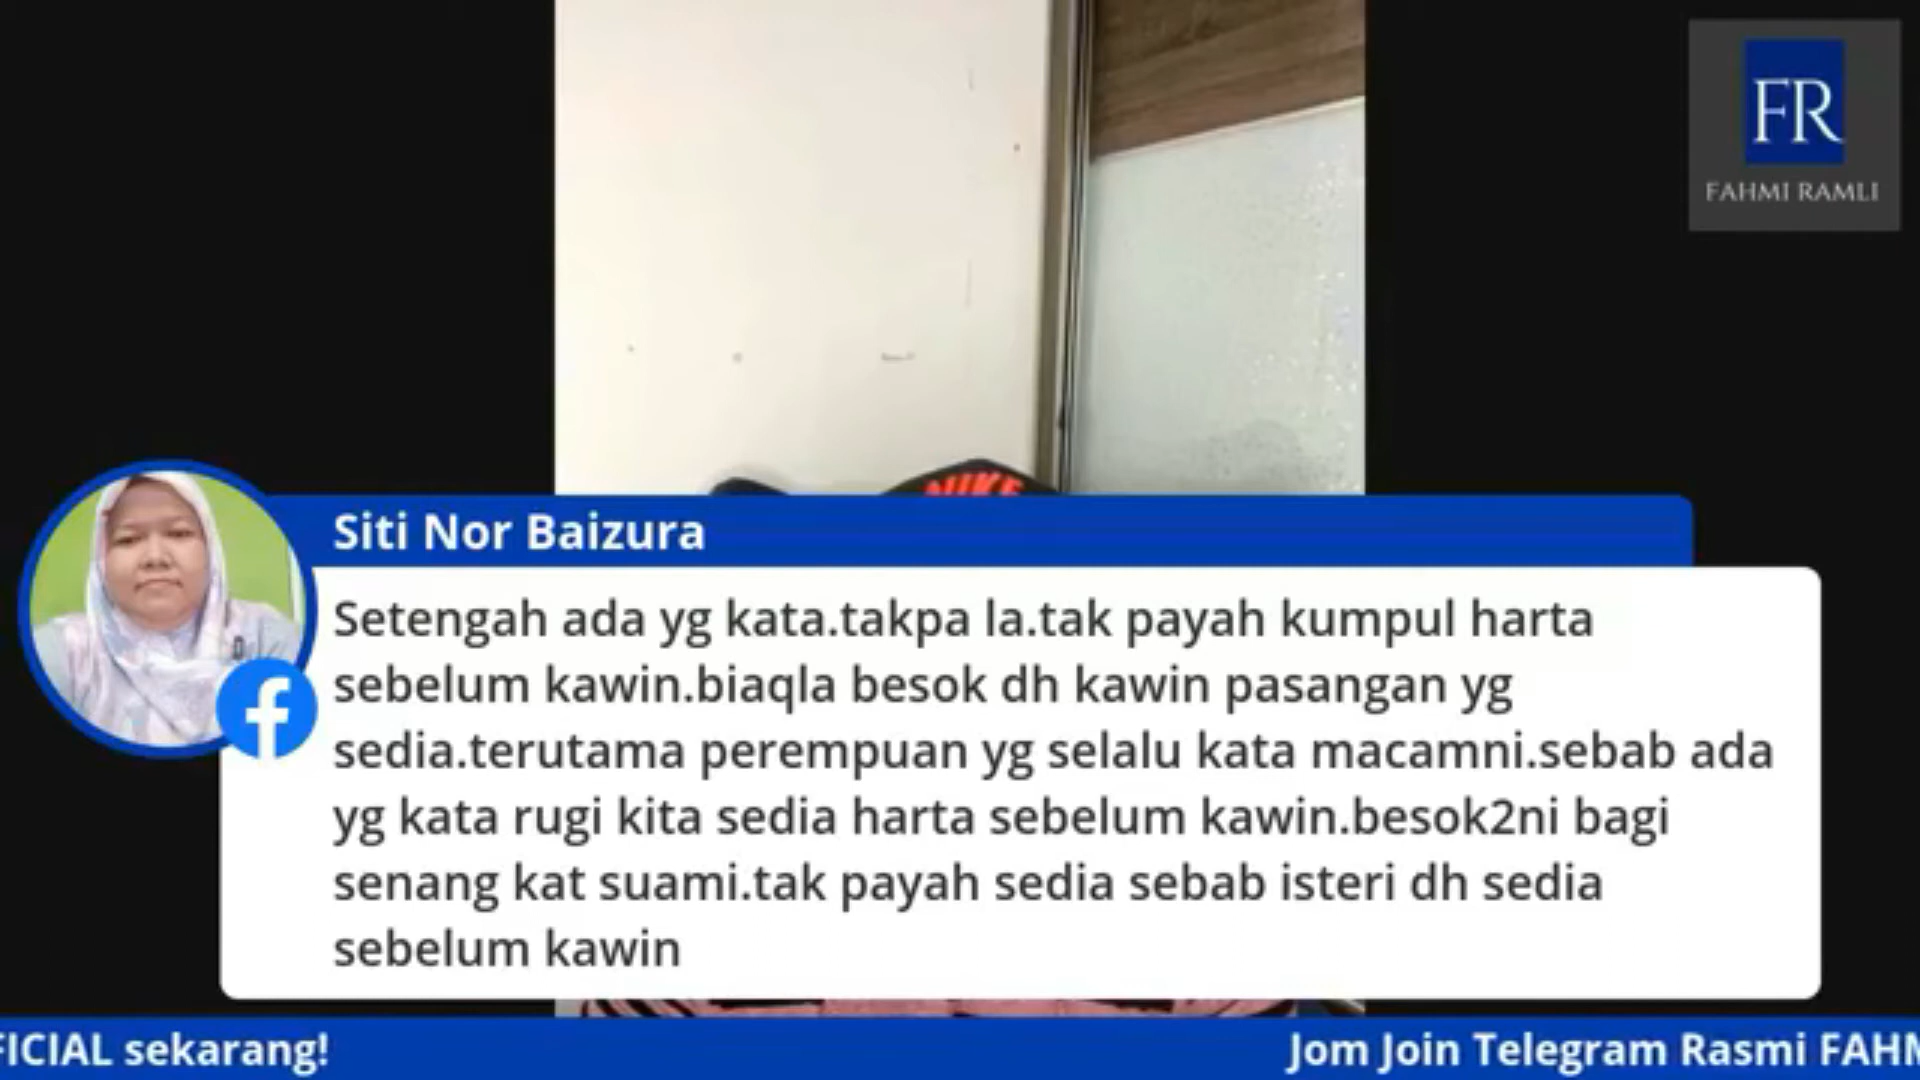 FR
FAHMI RAMLI
NIKE
Siti Nor Baizura
Setengah ada yg kata.takpa la.tak payah kumpul harta
sebelum kawin.biaqla besok dh kawin pasangan yg
sedia.terutama perempuan yg selalu kata macamni.sebab ada
yg kata rugi kita sedia harta sebelum kawin.besok2ni bagi
senang kat suami.tak payah sedia sebab isteri dh sedia
sebelum kawin
FICIAL sekarang!
Jom Join Telegram Rasmi FAHM